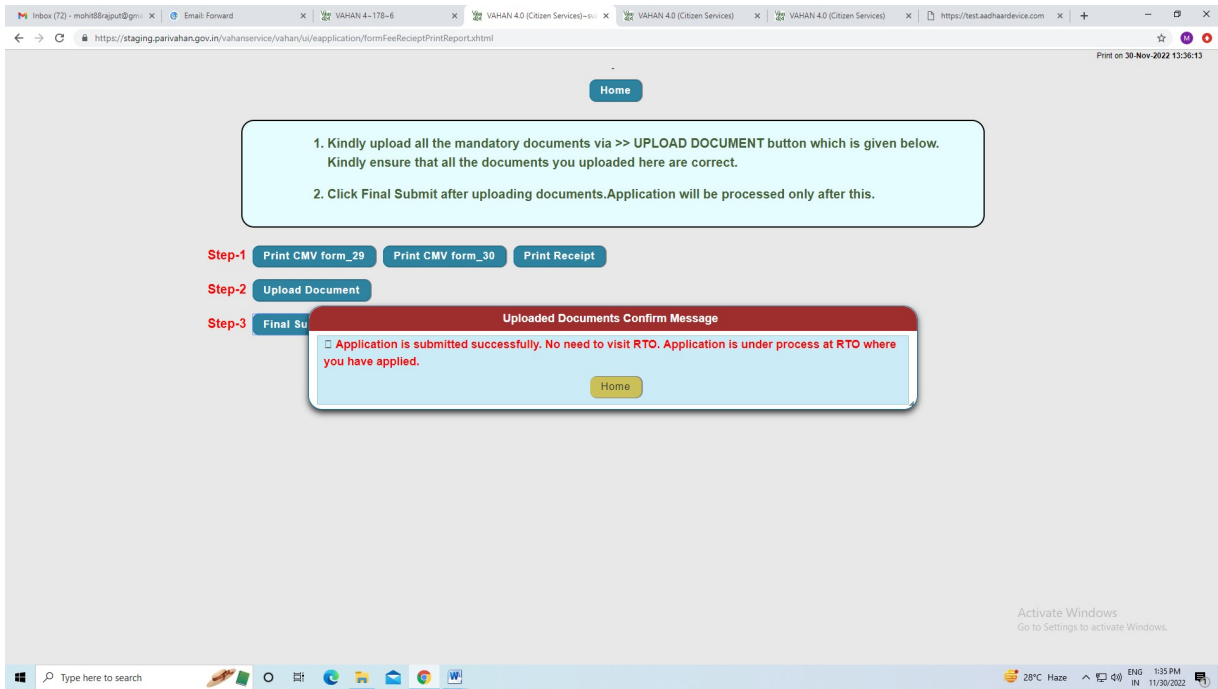 Inbox (72) - mohit88rajput@gm
Email: Forward
VAHAN 4~178~6
VAHAN 4.0 (Citizen Services)~su
VAHAN 4.0 (Citizen Services)
VAHAN 4.0 (Citizen Services)
https://test.aadhaardevice.com
https://staging.parivahan.gov.in/vahanservice/vahan/ui/eapplication/formFeeRecieptPrintReport.xhtml
M
Print on 30-Nov-2022 13:36:13
-
Home
1. Kindly upload all the mandatory documents via >> UPLOAD DOCUMENT button which is given below.
Kindly ensure that all the documents you uploaded here are correct.
2. Click Final Submit after uploading documents.Application will be processed only after this.
Step-1 Print CMV form_29 Print CMV form_30 Print Receipt
Step-2 Upload Document
Step-3 Final Su
Uploaded Documents Confirm Message
Application is submitted successfully. No need to visit RTO. Application is under process at RTO where
you have applied.
Home
Activate Windows
Go to Settings to activate Windows.
Type here to search
28°C Haze
ENG
IN
1:35 PM
11/30/2022
1